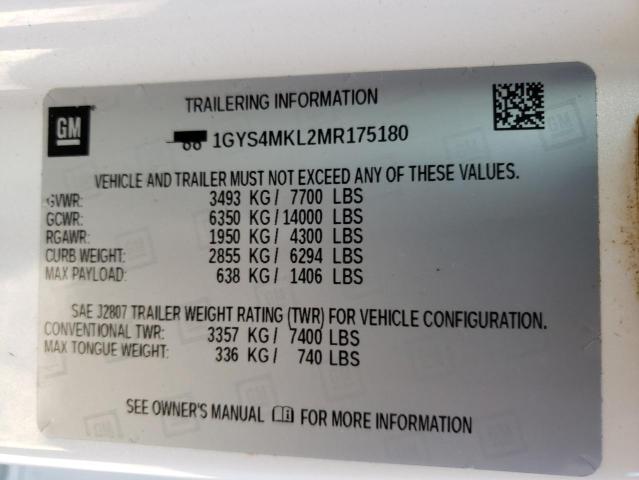 GM
TRAILERING INFORMATION
1GYS4MKL2MR175180
VEHICLE AND TRAILER MUST NOT EXCEED ANY OF THESE VALUES.
GVWR: 3493 KG/ 7700 LBS
GCWR: 6350 KG/ 14000 LBS
RGAWR: 1950 KG/ 4300 LBS
CURB WEIGHT: 2855 KG/ 6294 LBS
MAX PAYLOAD: 638 KG/ 1406 LBS
SAE J2807 TRAILER WEIGHT RATING (TWR) FOR VEHICLE CONFIGURATION.
CONVENTIONAL TWR: 3357 KG/ 7400 LBS
MAX TONGUE WEIGHT: 336 KG/ 740 LBS
SEE OWNER'S MANUAL FOR MORE INFORMATION